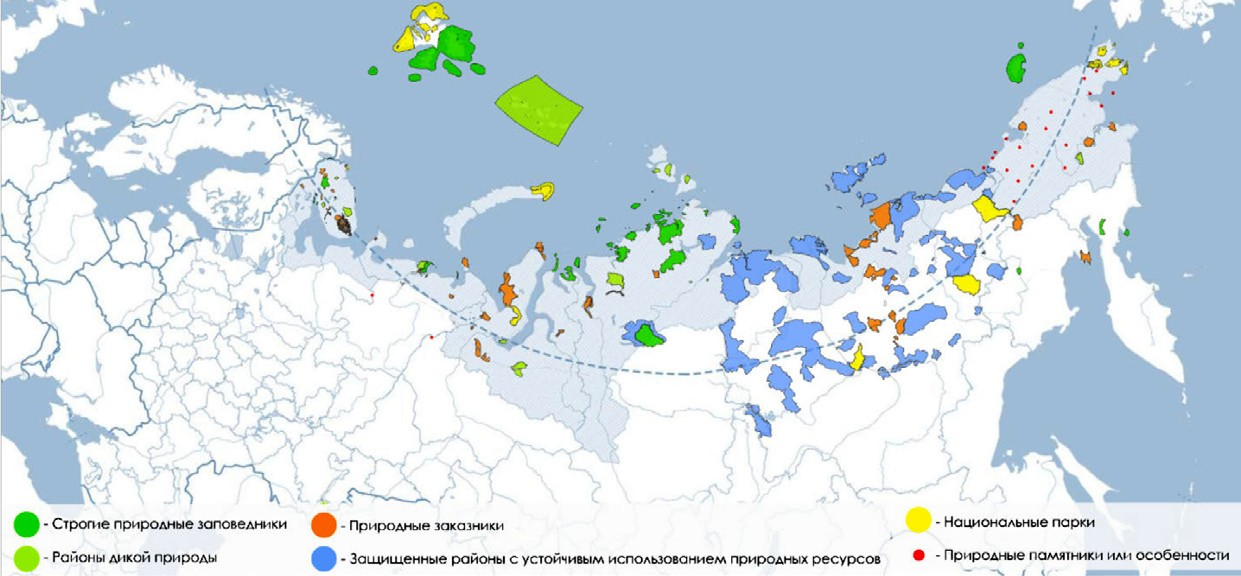 - Строгие природные заповедники
- Природные заказники
- Национальные парки
- Районы дикой природы
- Защищенные районы с устойчивым использованием природных ресурсов
- Природные памятники или особенности